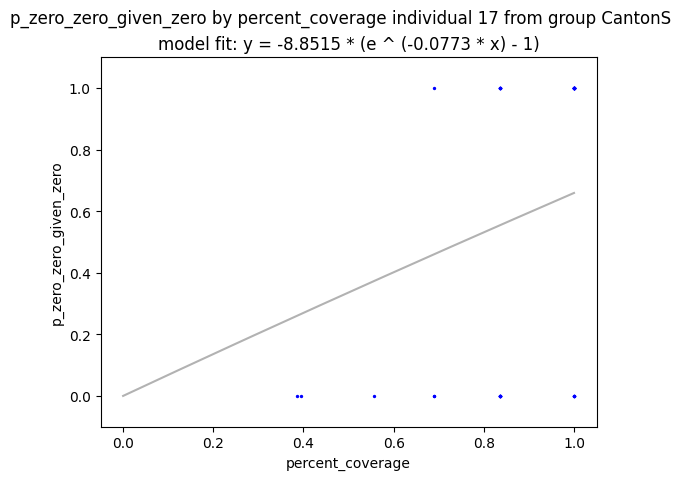 p_zero_zero_given_zero by percent_coverage individual 17 from group CantonS
model fit: y = -8.8515 * (e ^ (-0.0773 * x) - 1)
1.0
0.8
0.6
0.4
0.2
0.0
p_zero_zero_given_zero
0.0 0.2 0.4 0.6 0.8 1.0
percent_coverage